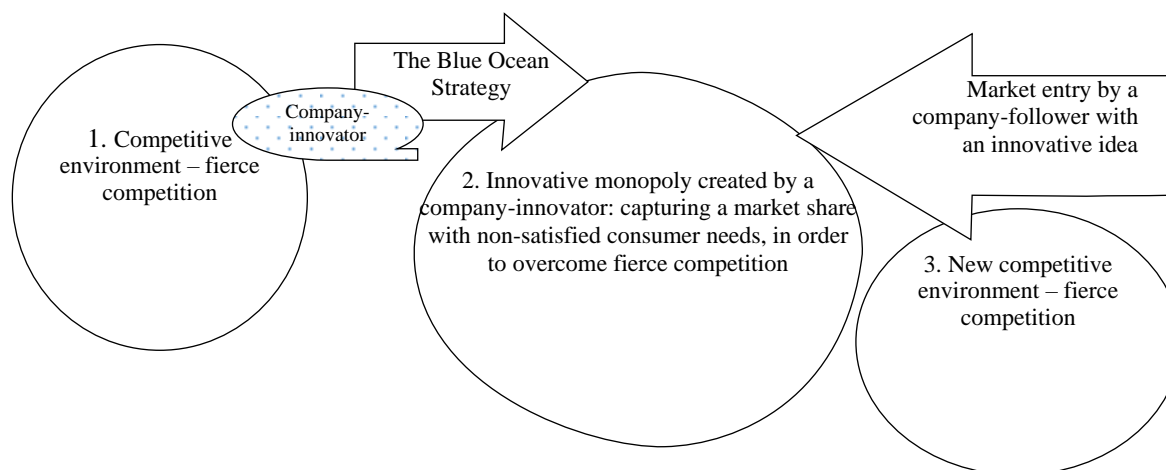 1. Competitive
environment – fierce
competition
Company-
innovator
The Blue Ocean
Strategy
2. Innovative monopoly created by a
company-innovator: capturing a market share
with non-satisfied consumer needs, in order
to overcome fierce competition
Market entry by a
company-follower with
an innovative idea
3. New competitive
environment – fierce
competition